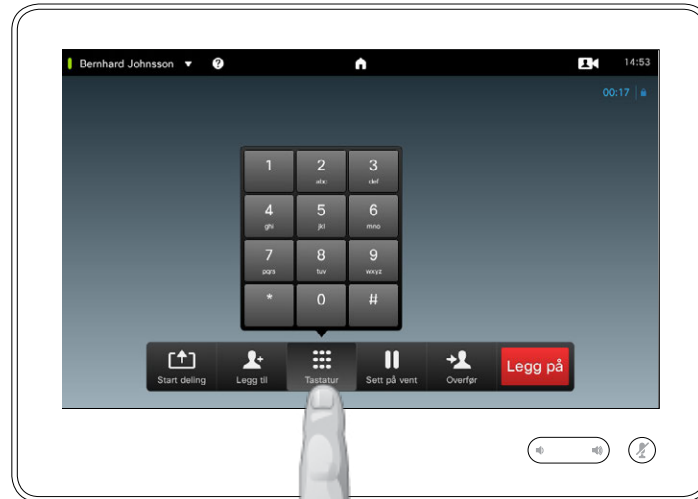 Bernhard Johnsson ? 14:53
00:17
1 2 3
abc def
4 5 6
ghi jkl mno
7 8 9
pqrs tuv wxyz
* 0 #
Start deling Legg til Tastatur Sett på vent Overfør Legg på